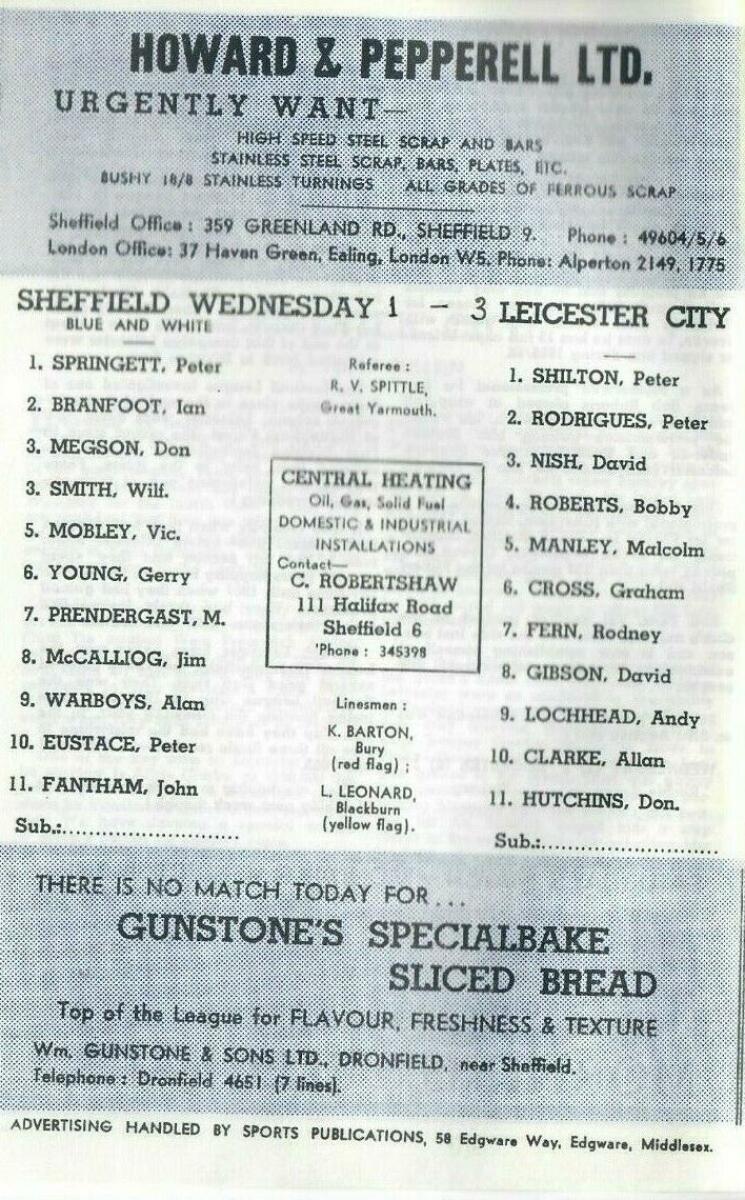 HOWARD & PEPPERELL LTD.
URGENTLY WANT—
HIGH SPEED STEEL SCRAP AND BARS
STAINLESS STEEL SCRAP, BARS, PLATES, ETC.
BUSHY 18/8 STAINLESS TURNINGS ALL GRADES OF FERROUS SCRAP
Sheffield Office : 359 GREENLAND RD., SHEFFIELD 9. Phone : 49604/5/6
London Office: 37 Haven Green, Ealing, London W5. Phone: Alperton 2149, 1775
SHEFFIELD WEDNESDAY 1 - 3 LEICESTER CITY
BLUE AND WHITE
1. SPRINGETT, Peter
2. BRANFOOT, Ian
3. MEGSON, Don
3. SMITH, Wilf.
5. MOBLEY, Vic.
6. YOUNG, Gerry
7. PRENDERGAST, M.
8. McCALLIOG, Jim
9. WARBOYS, Alan
10. EUSTACE, Peter
11. FANTHAM, John
Sub.:..............................
Referee :
R. V. SPITTLE,
Great Yarmouth.
CENTRAL HEATING
Oil, Gas, Solid Fuel
DOMESTIC & INDUSTRIAL
INSTALLATIONS
Contact—
C. ROBERTSHAW
111 Halifax Road
Sheffield 6
'Phone : 345398
Linesmen :
K. BARTON,
Bury
(red flag) ;
L. LEONARD,
Blackburn
(yellow flag).
1. SHILTON, Peter
2. RODRIGUES, Peter
3. NISH, David
4. ROBERTS, Bobby
5. MANLEY, Malcolm
6. CROSS, Graham
7. FERN, Rodney
8. GIBSON, David
9. LOCHHEAD, Andy
10. CLARKE, Allan
11. HUTCHINS, Don.
Sub.:..............................
THERE IS NO MATCH TODAY FOR ...
GUNSTONE'S SPECIALBAKE
SLICED BREAD
Top of the League for FLAVOUR, FRESHNESS & TEXTURE
Wm. GUNSTONE & SONS LTD., DRONFIELD, near Sheffield.
Telephone : Dronfield 4651 (7 lines).
ADVERTISING HANDLED BY SPORTS PUBLICATIONS, 58 Edgware Way, Edgware, Middlesex.